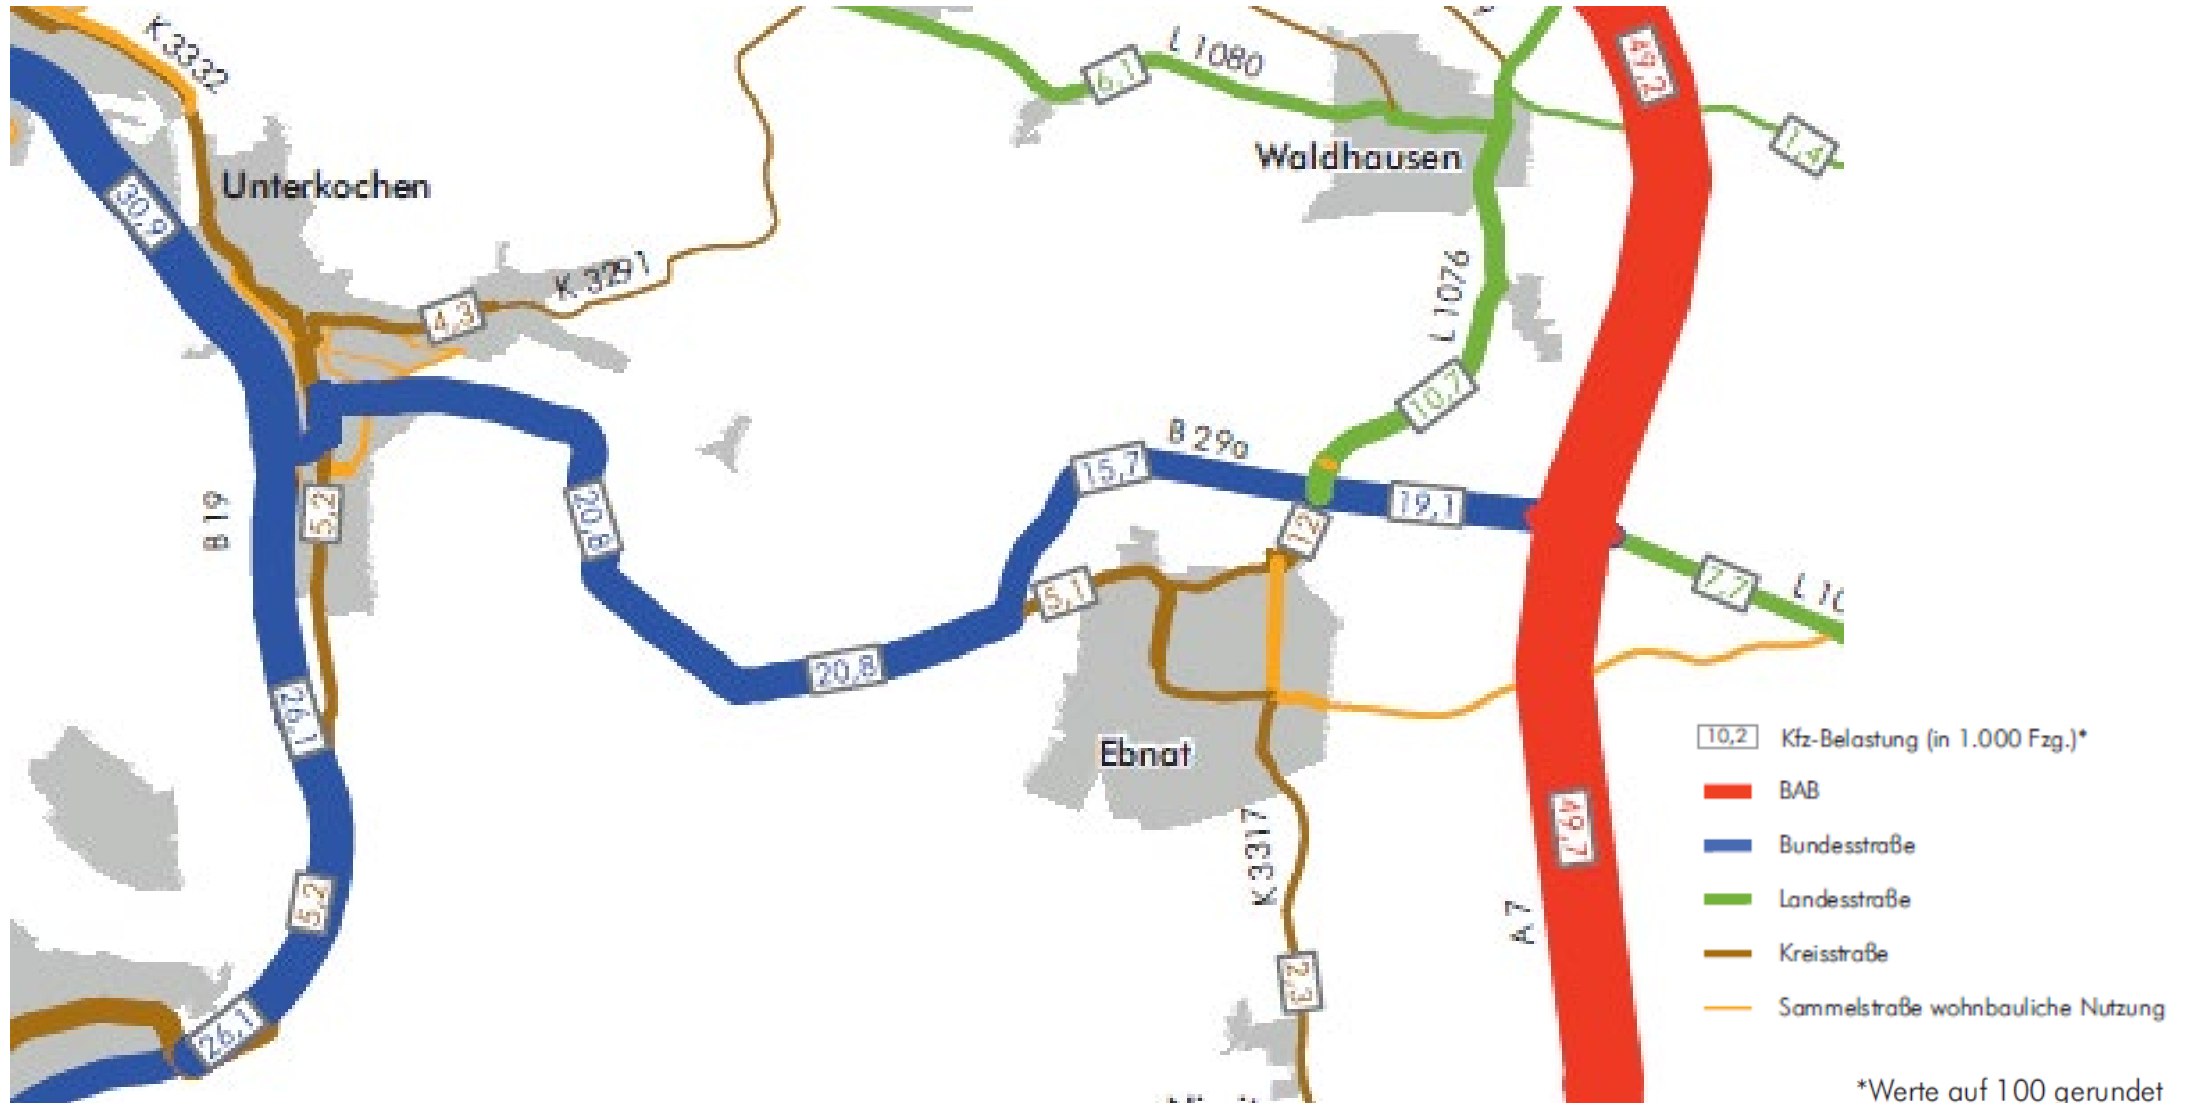 K 3332
L 1080
6,1
49,2
1,4
Waldhausen
Unterkochen
30,9
K 3291
4,3
L 1076
10,7
B 29a
15,7
19,1
B 19
5,2
20,8
12
5,1
7,7
L 10
20,8
26,1
Ebnat
K 3317
49,7
A 7
5,2
2,3
26,1
10,2 Kfz-Belastung (in 1.000 Fzg.)*
BAB
Bundesstraße
Landesstraße
Kreisstraße
Sammelstraße wohnbauliche Nutzung
*Werte auf 100 gerundet